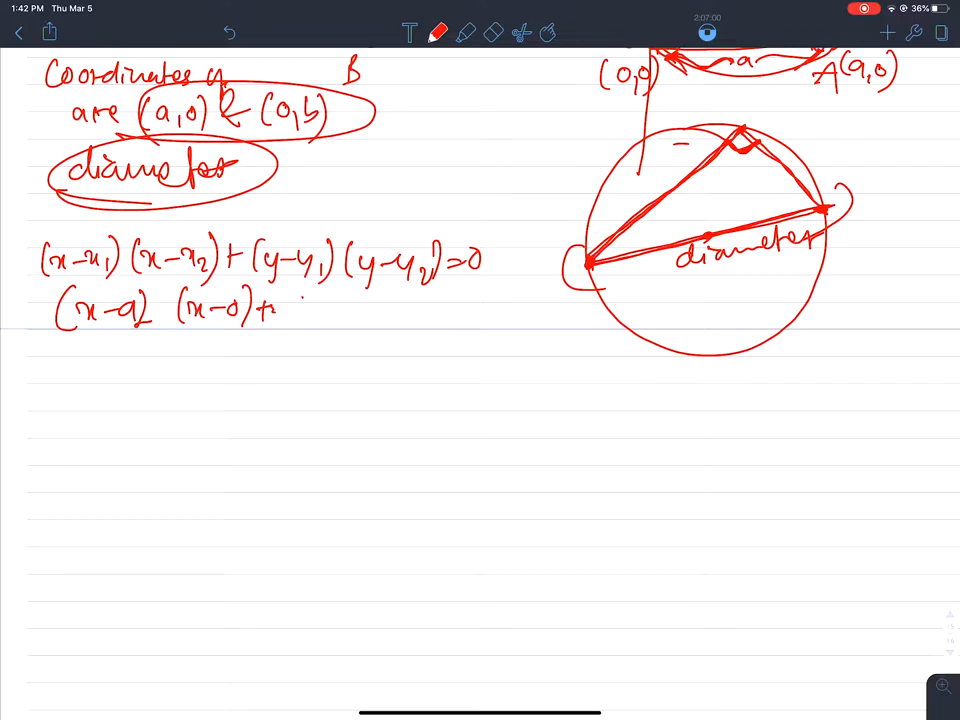 1:42 PM Thu Mar 5
36%
2:07:00
Coordinates of B
are (a,0) & (0,b)
diameter
(x-x₁)(x-x₂)+(y-y₁)(y-y₂)=0
(x-a)(x-0)+
(0,0)
a
A(a,0)
diameter